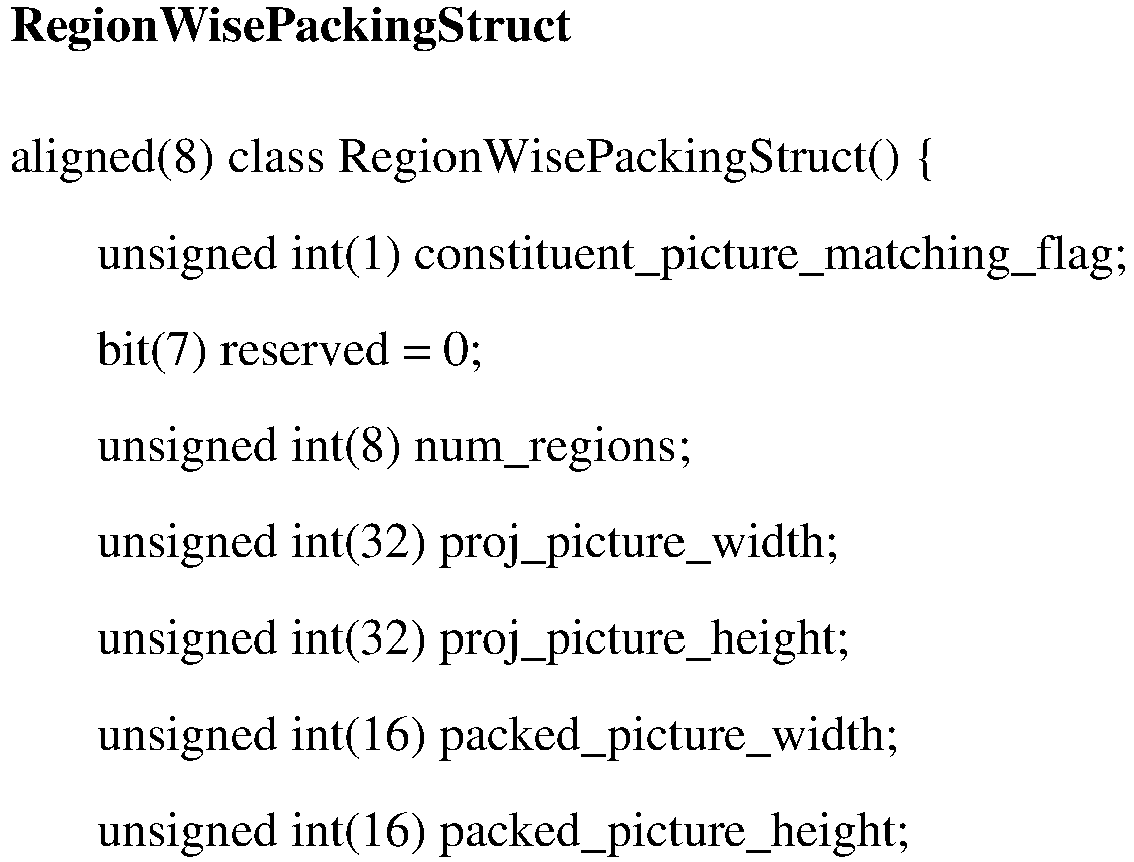 RegionWisePackingStruct
aligned(8) class RegionWisePackingStruct() {
unsigned int(1) constituent_picture_matching_flag;
bit(7) reserved = 0;
unsigned int(8) num_regions;
unsigned int(32) proj_picture_width;
unsigned int(32) proj_picture_height;
unsigned int(16) packed_picture_width;
unsigned int(16) packed_picture_height;